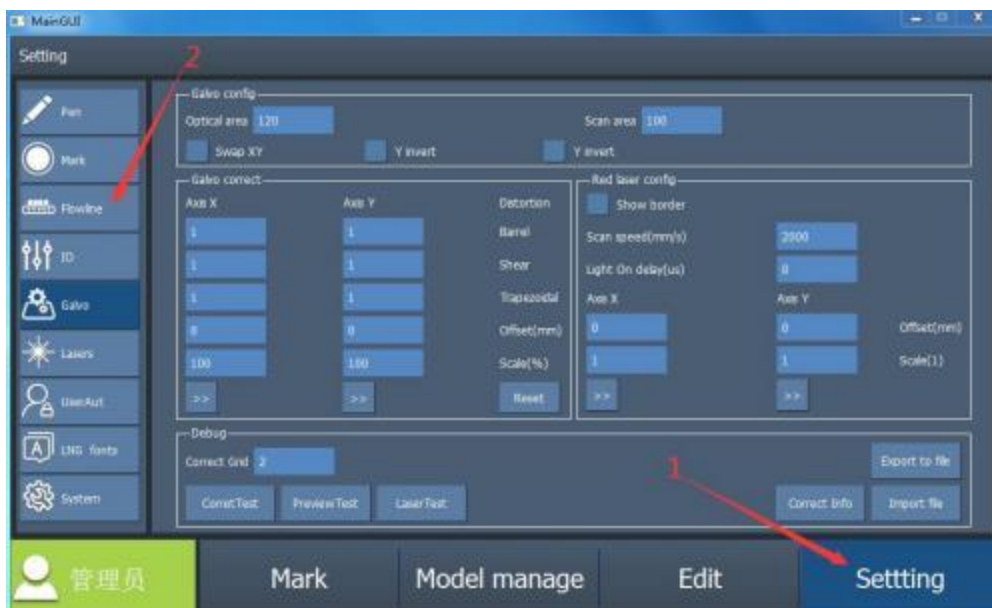 MainGUI
Setting
2
Pen
Mark
Flowline
IO
Galvo
Lasers
UserAut
LNG fonts
System
Galvo config
Optical area 120 Scan area 100
Swap XY Y invert Y invert
Galvo correct
Axis X Axis Y Detortion
1 1 Barrel
1 1 Shear
1 1 Trapezoidal
0 0 Offset(mm)
100 100 Scale(%)
>> >> Reset
Red laser config
Show border
Scan speed(mm/s) 2000
Light On delay(us) 0
Axis X Axis Y
0 0 Offset(mm)
1 1 Scale(1)
>> >>
Debug
Correct Grid 2 Export to file
CorretTest PreviewTest LaserTest Correct Info Import file
1
管理员 Mark Model manage Edit Settting